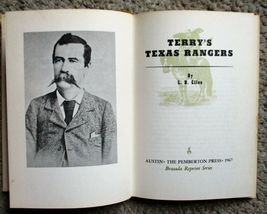 TERRY'S
TEXAS RANGERS
By
L. B. Giles
AUSTIN • THE PEMBERTON PRESS • 1967
Brasada Reprint Series